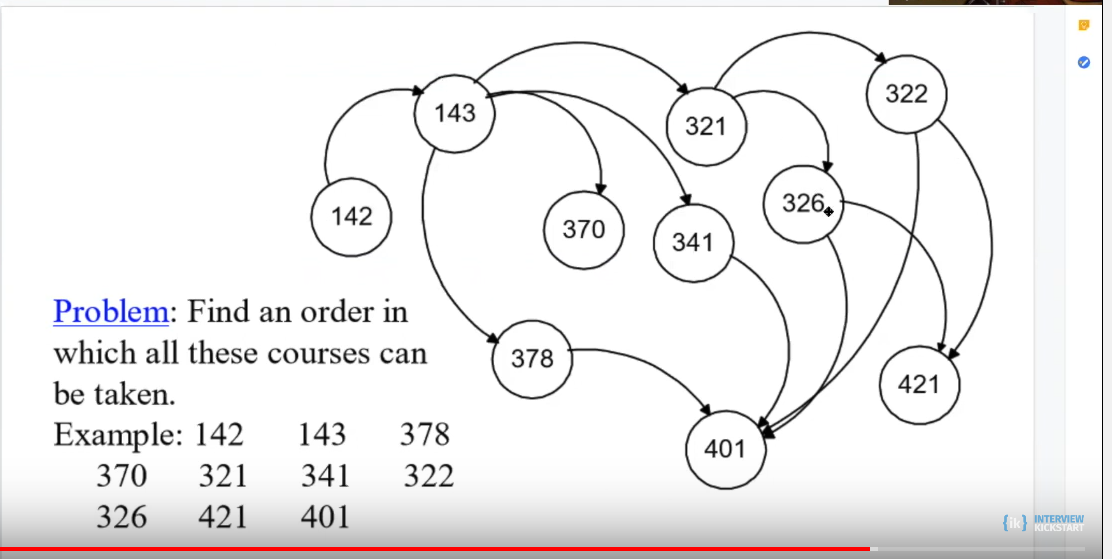 143
321
322
142
370
341
326
378
421
401
Problem: Find an order in
which all these courses can
be taken.
Example: 142 143 378
370 321 341 322
326 421 401
{ik} INTERVIEW
KICKSTART